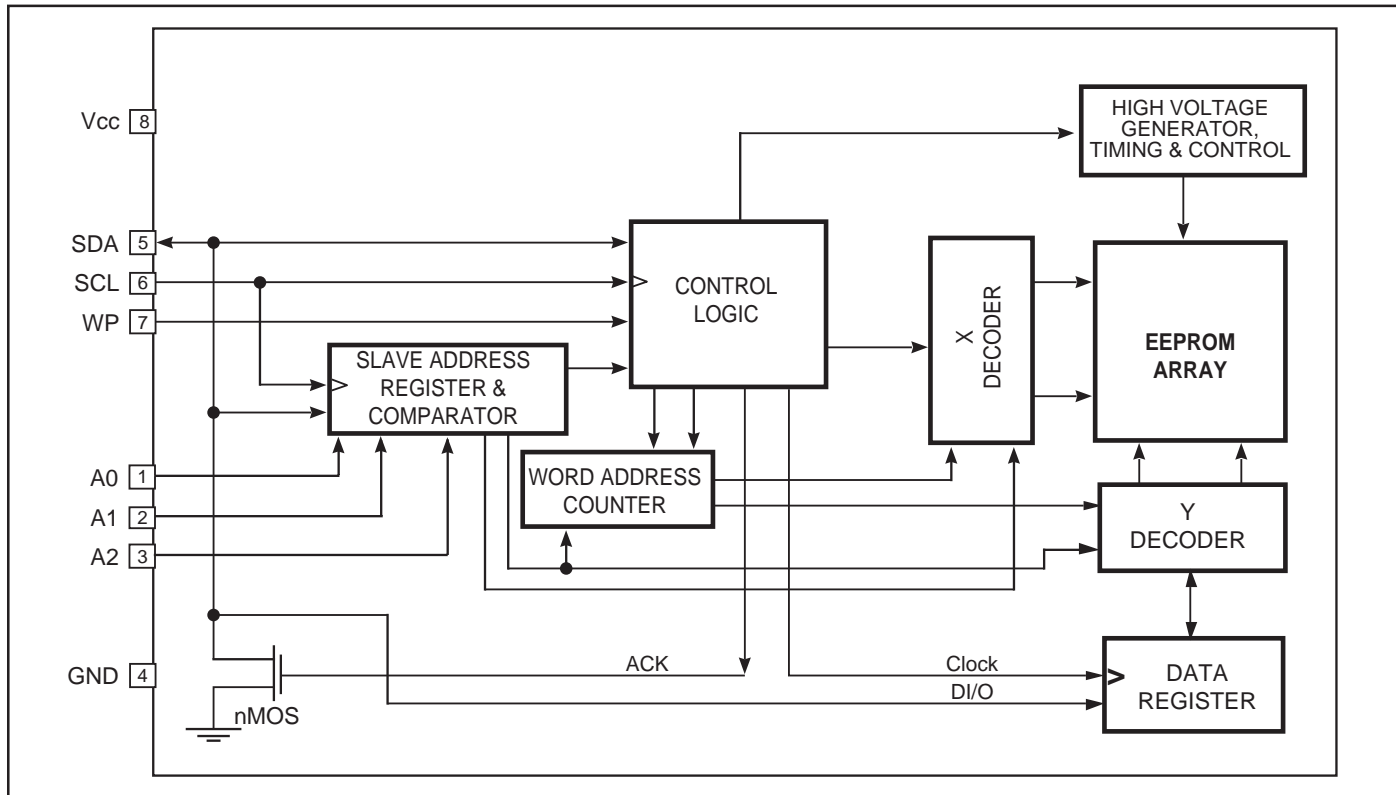 HIGH VOLTAGE
GENERATOR,
TIMING & CONTROL
Vcc 8
SDA 5
SCL 6
WP 7
CONTROL
LOGIC
X
DECODER
EEPROM
ARRAY
SLAVE ADDRESS
REGISTER &
COMPARATOR
A0 1
A1 2
A2 3
WORD ADDRESS
COUNTER
Y
DECODER
GND 4
nMOS
ACK
Clock
DI/O
DATA
REGISTER